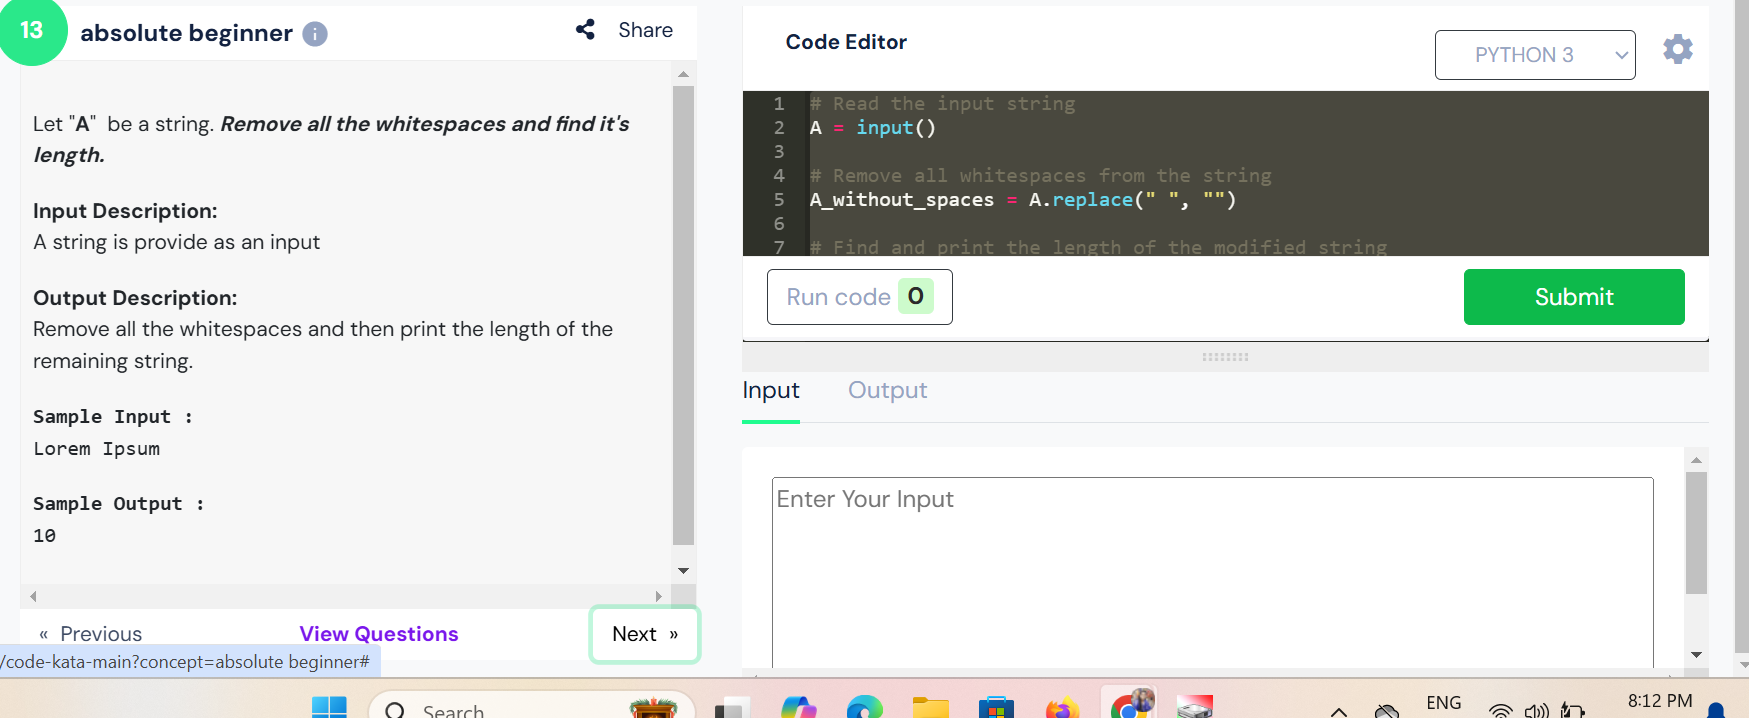 13
absolute beginner i
Share
Let "A" be a string. Remove all the whitespaces and find it's
length.
Input Description:
A string is provide as an input
Output Description:
Remove all the whitespaces and then print the length of the
remaining string.
Sample Input :
Lorem Ipsum
Sample Output :
10
« Previous
View Questions
Next »
/code-kata-main?concept=absolute beginner#
Code Editor
PYTHON 3
1 # Read the input string
2 A = input()
3
4 # Remove all whitespaces from the string
5 A_without_spaces = A.replace(" ", "")
6
7 # Find and print the length of the modified string
Run code 0
Submit
Input
Output
Enter Your Input
Search
ENG
8:12 PM